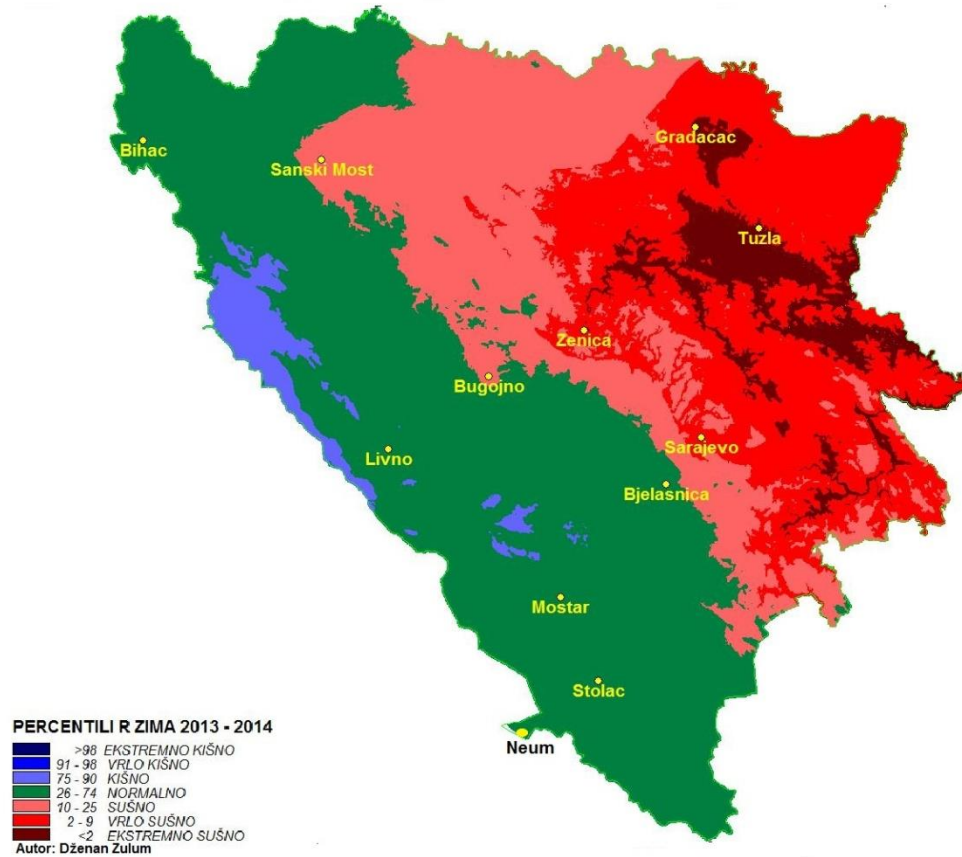 Gradacac
Bihac
Sanski Most
Tuzla
Zenica
Bugojno
Sarajevo
Livno
Bjelasnica
Mostar
Stolac
Neum
PERCENTILI R ZIMA 2013 - 2014
>98 EKSTREMNO KIŠNO
91 - 98 VRLO KIŠNO
75 - 90 KIŠNO
26 - 74 NORMALNO
10 - 25 SUŠNO
2 - 9 VRLO SUŠNO
<2 EKSTREMNO SUŠNO
Autor: Dženan Zulum